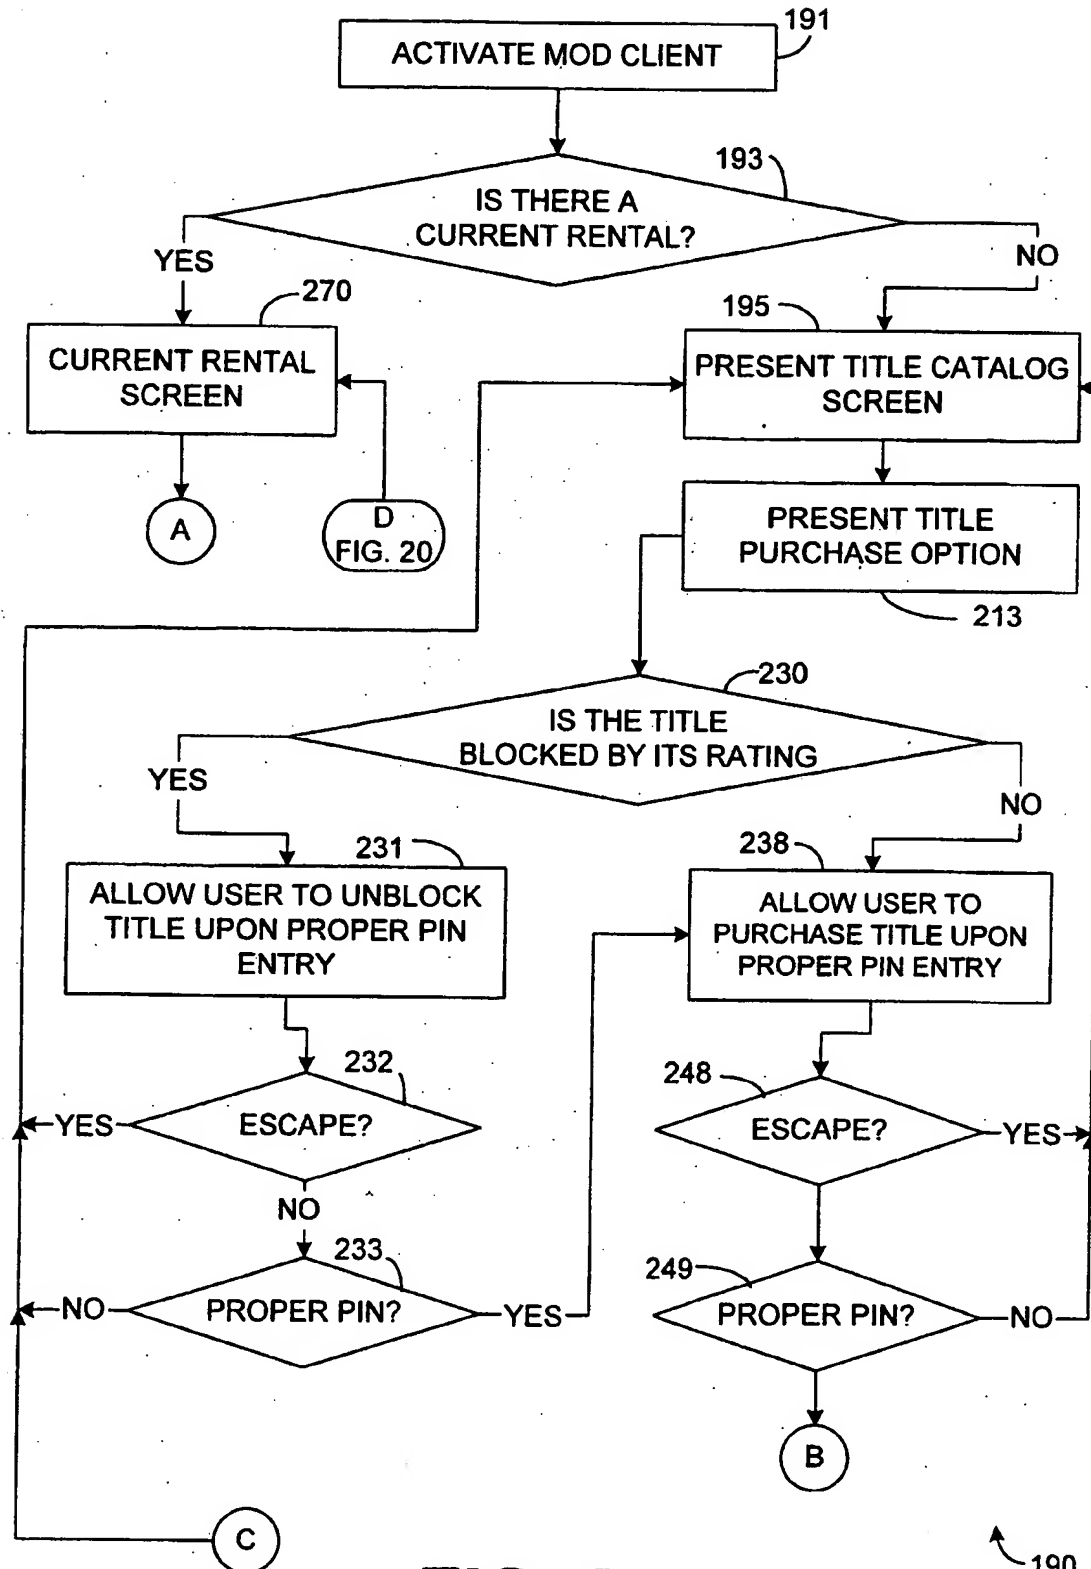 191
ACTIVATE MOD CLIENT
193
IS THERE A
CURRENT RENTAL?
YES
NO
270
195
CURRENT RENTAL
SCREEN
PRESENT TITLE CATALOG
SCREEN
A
D
FIG. 20
PRESENT TITLE
PURCHASE OPTION
213
230
IS THE TITLE
BLOCKED BY ITS RATING
YES
NO
231
238
ALLOW USER TO UNBLOCK
TITLE UPON PROPER PIN
ENTRY
ALLOW USER TO
PURCHASE TITLE UPON
PROPER PIN ENTRY
232
248
YES
ESCAPE?
ESCAPE?
YES
NO
233
249
NO
PROPER PIN?
YES
PROPER PIN?
NO
B
C
190